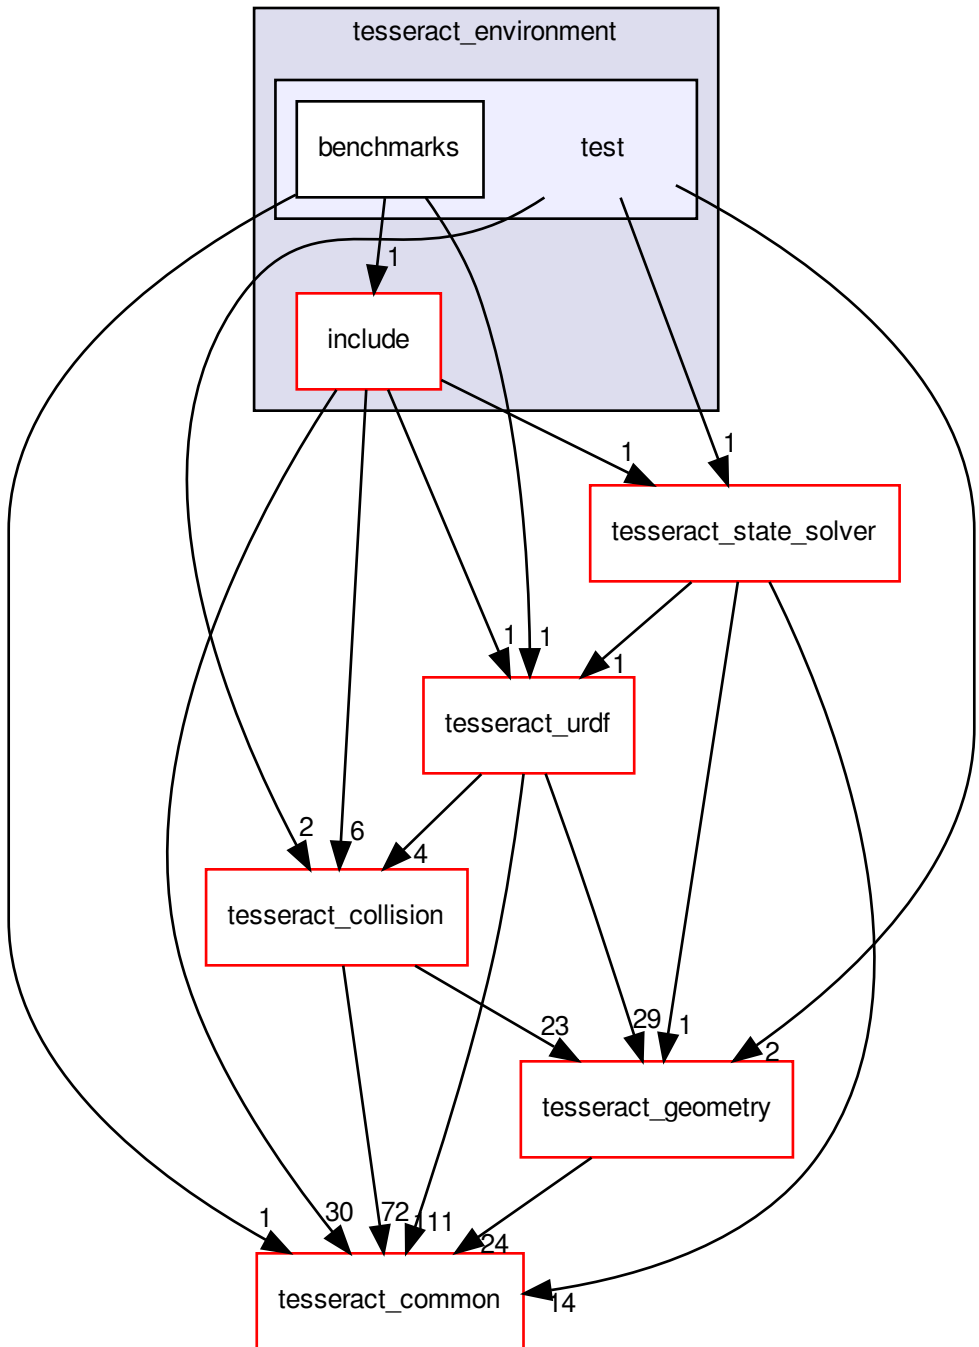 tesseract_environment
benchmarks
test
1
include
1
1
tesseract_state_solver
1
1
1
tesseract_urdf
2
6
4
tesseract_collision
23
29
1
2
tesseract_geometry
1
30
72
111
24
tesseract_common
14